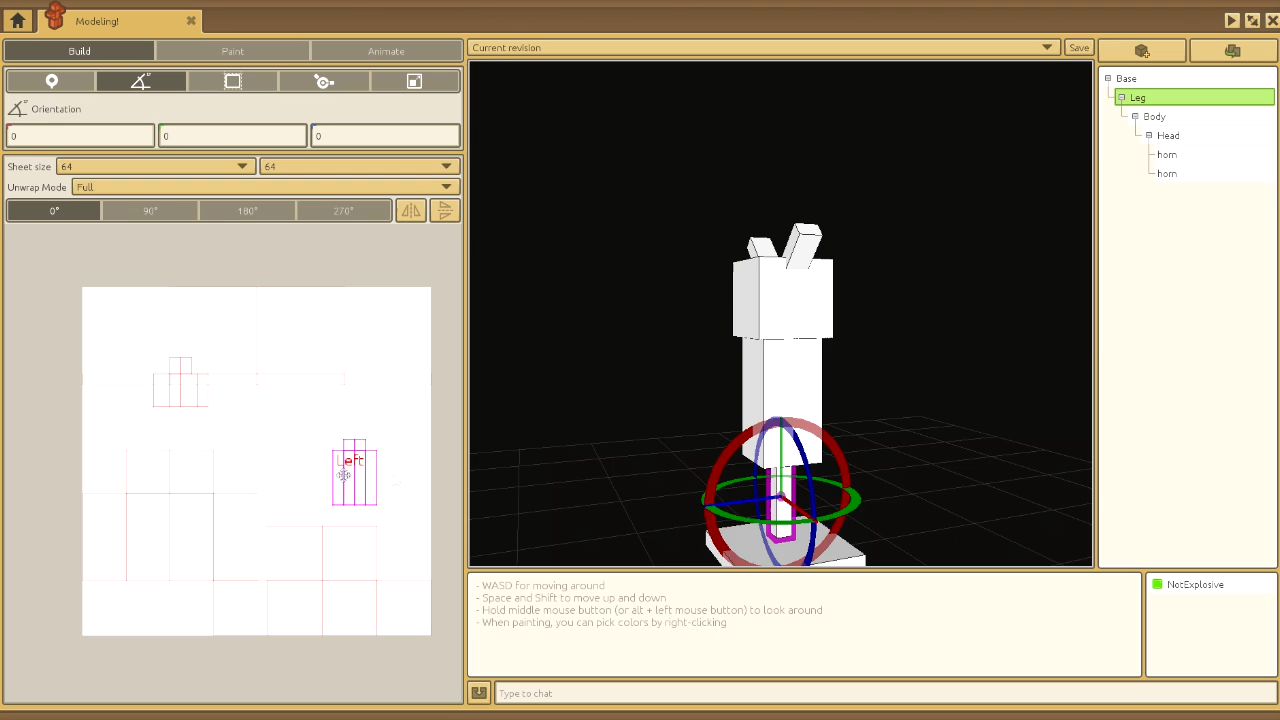 Modeling!
Build
Paint
Animate
Current revision
Save
Orientation
0
0
0
Base
Leg
Body
Head
horn
horn
Sheet size
64
64
Unwrap Mode
Full
0°
90°
180°
270°
Left
- WASD for moving around
- Space and Shift to move up and down
- Hold middle mouse button (or alt + left mouse button) to look around
- When painting, you can pick colors by right-clicking
NotExplosive
Type to chat